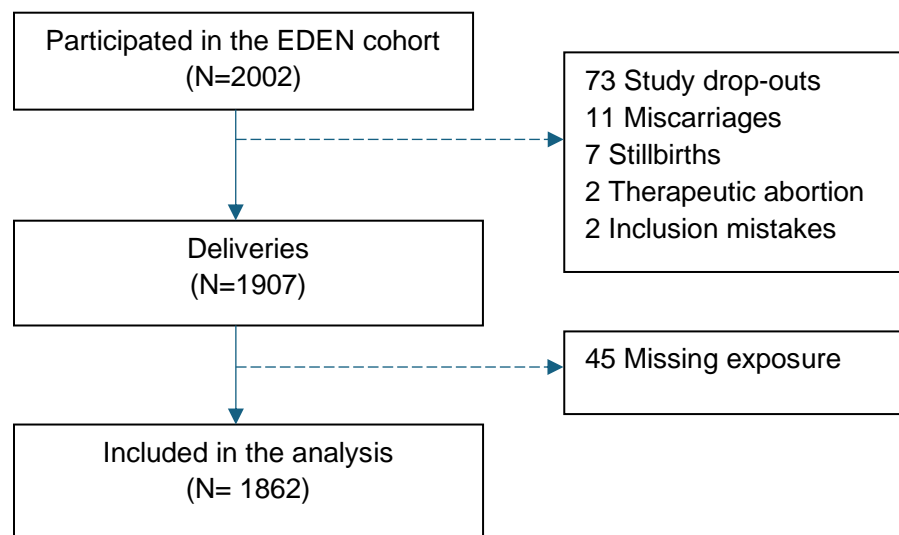 Participated in the EDEN cohort
(N=2002)
73 Study drop-outs
11 Miscarriages
7 Stillbirths
2 Therapeutic abortion
2 Inclusion mistakes
Deliveries
(N=1907)
45 Missing exposure
Included in the analysis
(N= 1862)